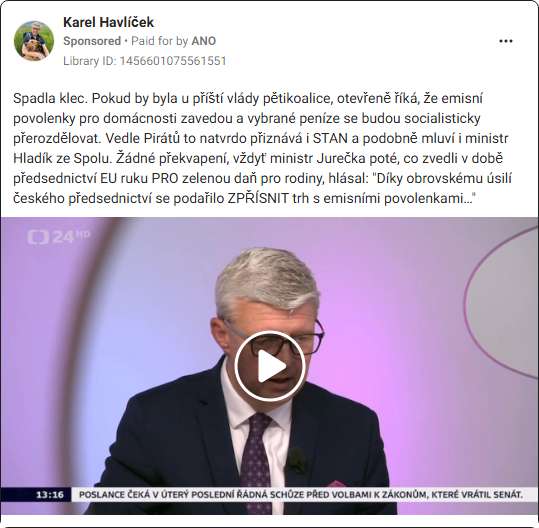 Karel Havlíček
Sponsored • Paid for by ANO
Library ID: 1456601075561551
Spadla klec. Pokud by byla u příští vlády pětikoalice, otevřeně říká, že emisní
povolenky pro domácnosti zavedou a vybrané peníze se budou socialisticky
přerozdělovat. Vedle Pirátů to natvrdo přiznává i STAN a podobně mluví i ministr
Hladík ze Spolu. Žádné překvapení, vždyť ministr Jurečka poté, co zvedli v době
předsednictví EU ruku PRO zelenou daň pro rodiny, hlásal: "Díky obrovskému úsilí
českého předsednictví se podařilo ZPŘÍSNIT trh s emisními povolenkami…"
24 HD
13:16 POSLANCE ČEKÁ V ÚTERÝ POSLEDNÍ ŘÁDNÁ SCHŮZE PŘED VOLBAMI K ZÁKONŮM, KTERÉ VRÁTIL SENÁT.